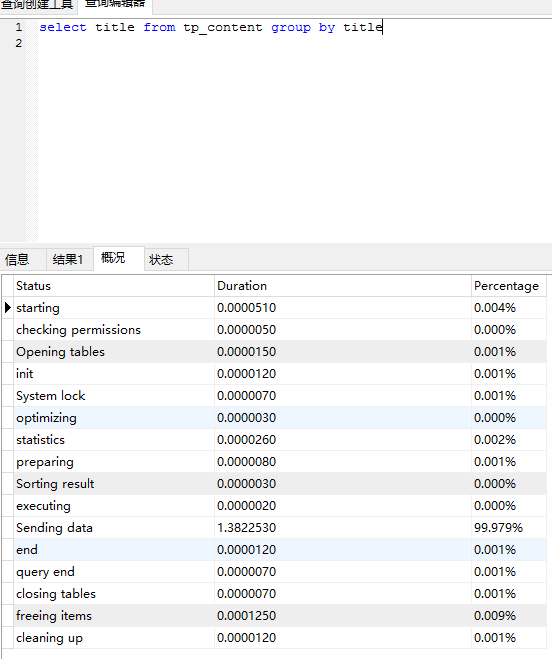 查询创建工具 查询编辑器
1 select title from tp_content group by title
2
信息 结果1 概况 状态
Status Duration Percentage
starting 0.0000510 0.004%
checking permissions 0.0000050 0.000%
Opening tables 0.0000150 0.001%
init 0.0000120 0.001%
System lock 0.0000070 0.001%
optimizing 0.0000030 0.000%
statistics 0.0000260 0.002%
preparing 0.0000080 0.001%
Sorting result 0.0000030 0.000%
executing 0.0000020 0.000%
Sending data 1.3822530 99.979%
end 0.0000120 0.001%
query end 0.0000070 0.001%
closing tables 0.0000070 0.001%
freeing items 0.0001250 0.009%
cleaning up 0.0000120 0.001%